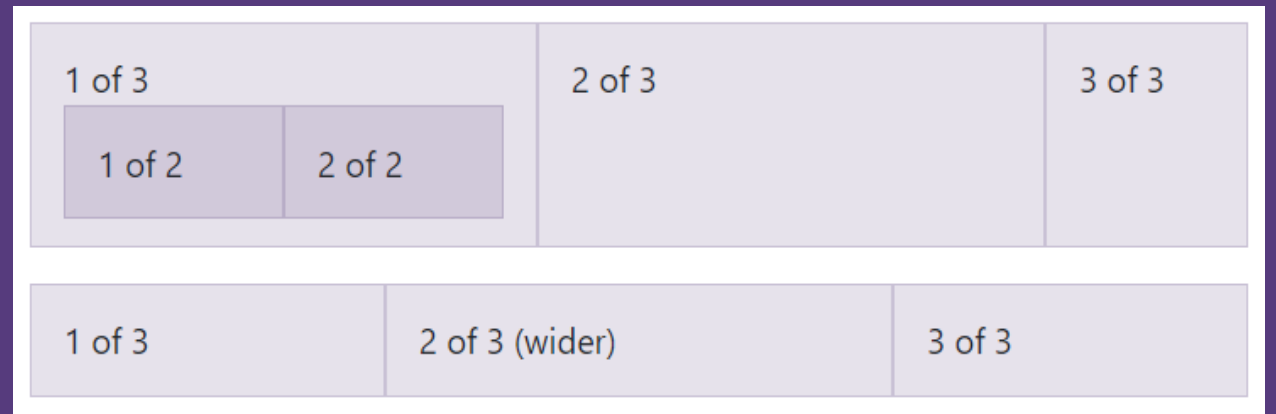 1 of 3
1 of 2
2 of 2
2 of 3
3 of 3
1 of 3
2 of 3 (wider)
3 of 3